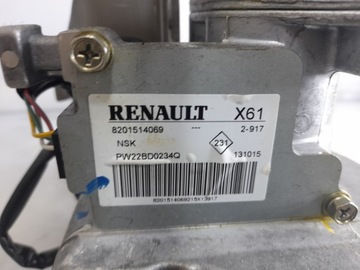 RENAULT X61
8201514069 --- 2-917
NSK 231
PW22BD0234Q 131015